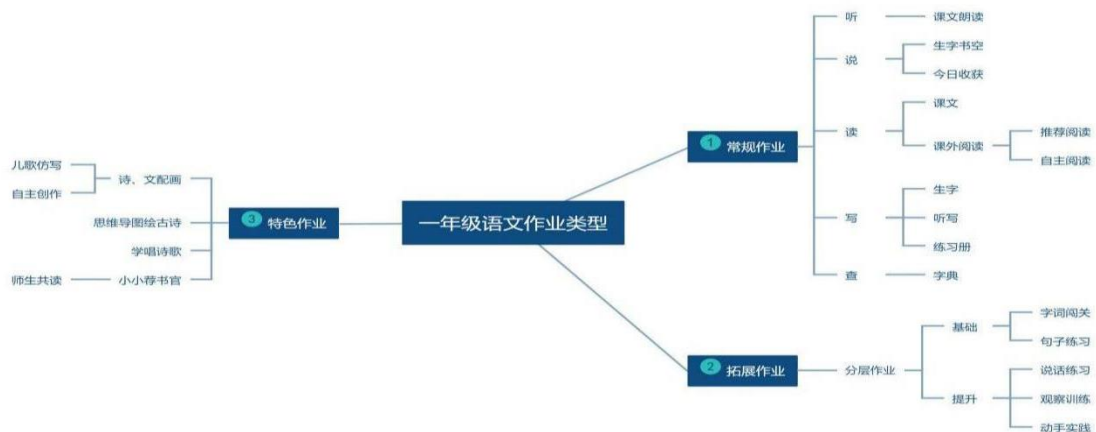 一年级语文作业类型
1 常规作业
听
课文朗读
说
生字书空
今日收获
读
课文
课外阅读
推荐阅读
自主阅读
写
生字
听写
练习册
查
字典
2 拓展作业
分层作业
基础
字词闯关
句子练习
提升
说话练习
观察训练
动手实践
3 特色作业
诗、文配画
儿歌仿写
自主创作
思维导图绘古诗
学唱诗歌
小小荐书官
师生共读